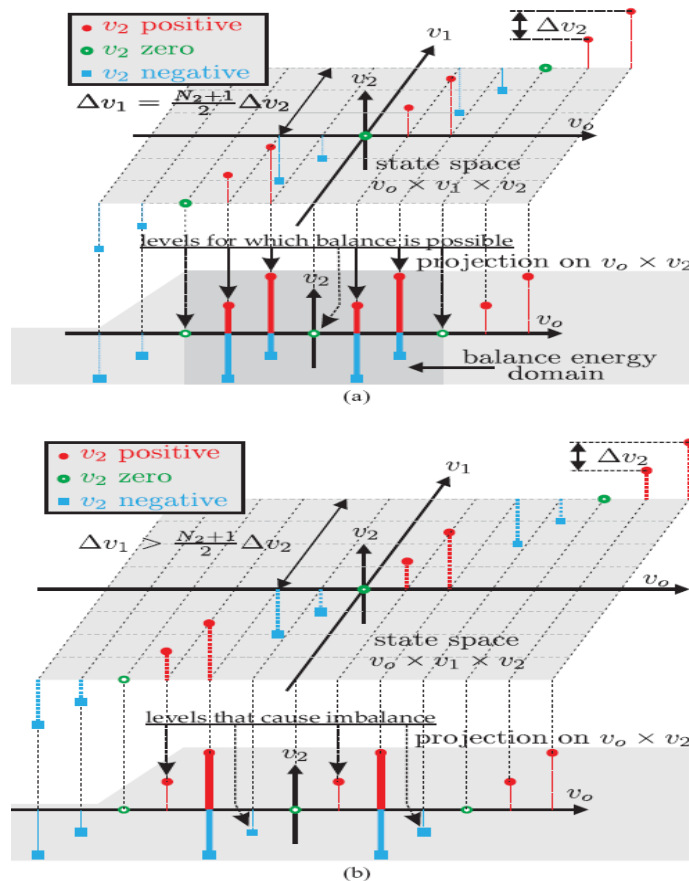 v₂ positive
v₂ zero
v₂ negative
Δv₂
v₁
Δv₁ = (N₂+1)/2 Δv₂
v₂
vₒ
state space
vₒ × v₁ × v₂
levels for which balance is possible
projection on vₒ × v₂
v₂
vₒ
balance energy
domain
(a)
v₂ positive
v₂ zero
v₂ negative
Δv₂
v₁
Δv₁ > (N₂+1)/2 Δv₂
v₂
vₒ
state space
vₒ × v₁ × v₂
levels that cause imbalance
projection on vₒ × v₂
v₂
vₒ
(b)